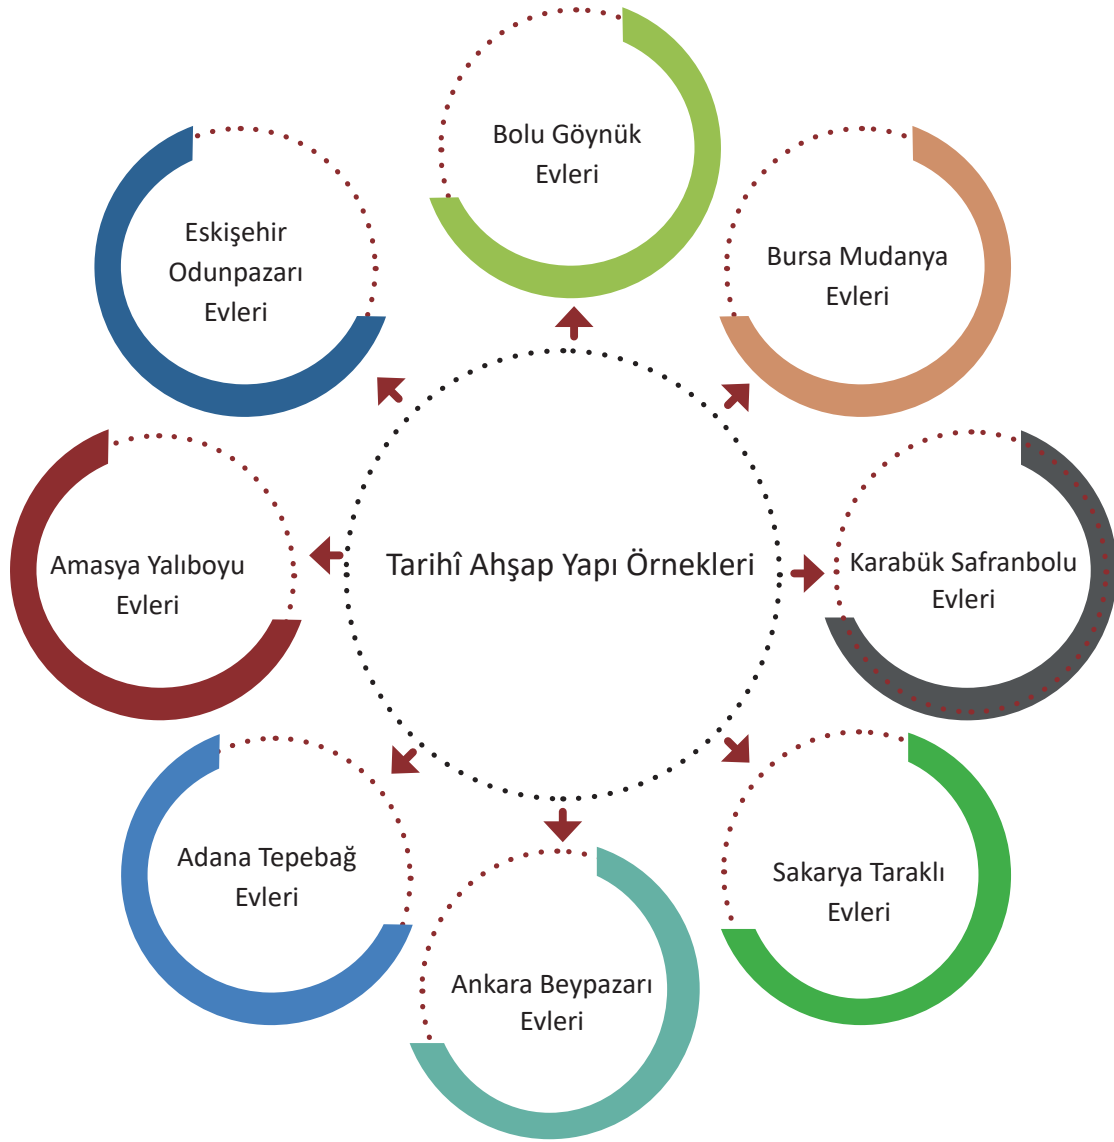 Bolu Göynük
Evleri
Bursa Mudanya
Evleri
Eskişehir
Odunpazarı
Evleri
Tarihî Ahşap Yapı Örnekleri
Karabük Safranbolu
Evleri
Amasya Yalıboyu
Evleri
Sakarya Taraklı
Evleri
Adana Tepebağ
Evleri
Ankara Beypazarı
Evleri